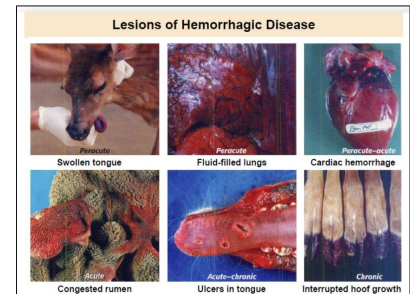 Lesions of Hemorrhagic Disease
Peracute
Peracute
Peracute-acute
Swollen tongue
Fluid-filled lungs
Cardiac hemorrhage
Acute
Acute-chronic
Chronic
Congested rumen
Ulcers in tongue
Interrupted hoof growth